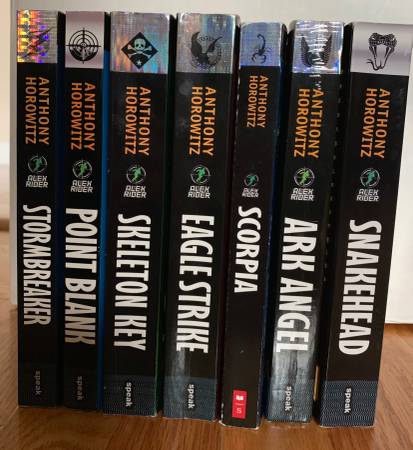 ANTHONY
HOROWITZ
ALEX
RIDER
STORMBREAKER
speak
ANTHONY
HOROWITZ
ALEX
RIDER
POINT BLANK
speak
ANTHONY
HOROWITZ
ALEX
RIDER
SKELETON KEY
speak
ANTHONY
HOROWITZ
ALEX
RIDER
EAGLE STRIKE
speak
ANTHONY
HOROWITZ
ALEX
RIDER
SCORPIA
S
ANTHONY
HOROWITZ
ALEX
RIDER
ARK ANGEL
speak
ANTHONY
HOROWITZ
ALEX
RIDER
SNAKEHEAD
speak